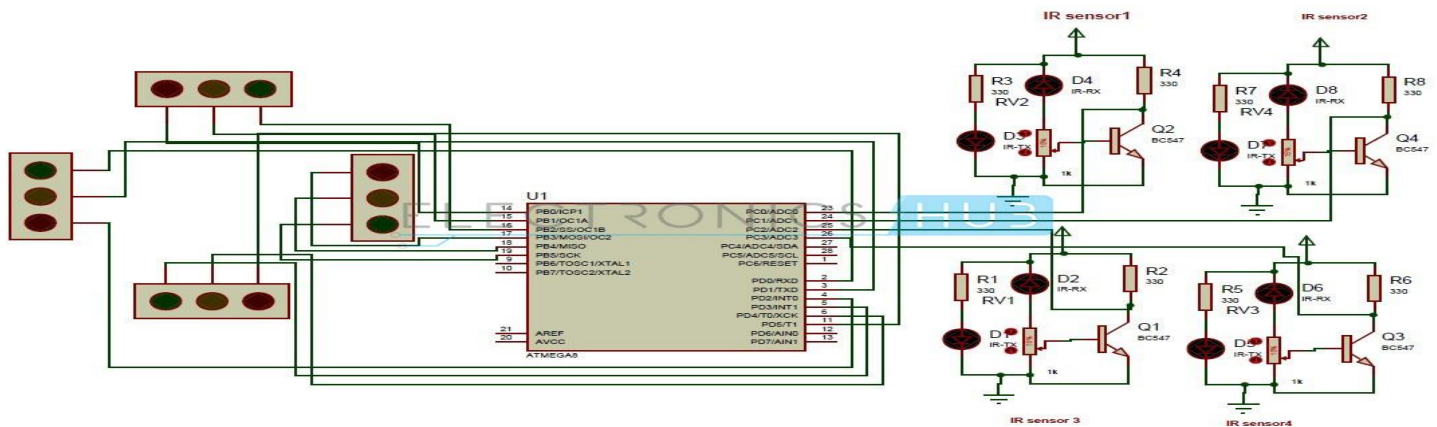 IR sensor1
IR sensor2
R3
330
RV2
D4
IR-RX
R4
330
IR-TX
Q2
BC547
1k
R7
330
RV4
D8
IR-RX
R8
330
IR-TX
Q4
BC547
1k
ELECTRONICS HUB
U1
14 PB0/ICP1
15 PB1/OC1A
16 PB2/SS/OC1B
17 PB3/MOSI/OC2
18 PB4/MISO
19 PB5/SCK
9 PB6/TOSC1/XTAL1
10 PB7/TOSC2/XTAL2
21 AREF
20 AVCC
PC0/ADC0 23
PC1/ADC1 24
PC2/ADC2 25
PC3/ADC3 26
PC4/ADC4/SDA 27
PC5/ADC5/SCL 28
PC6/RESET 1
PD0/RXD 2
PD1/TXD 3
PD2/INT0 4
PD3/INT1 5
PD4/T0/XCK 6
PD5/T1 11
PD6/AIN0 12
PD7/AIN1 13
ATMEGA8
R1
330
RV1
D2
IR-RX
R2
330
IR-TX
Q1
BC547
1k
R5
330
RV3
D6
IR-RX
R6
330
IR-TX
Q3
BC547
1k
IR sensor 3
IR sensor4